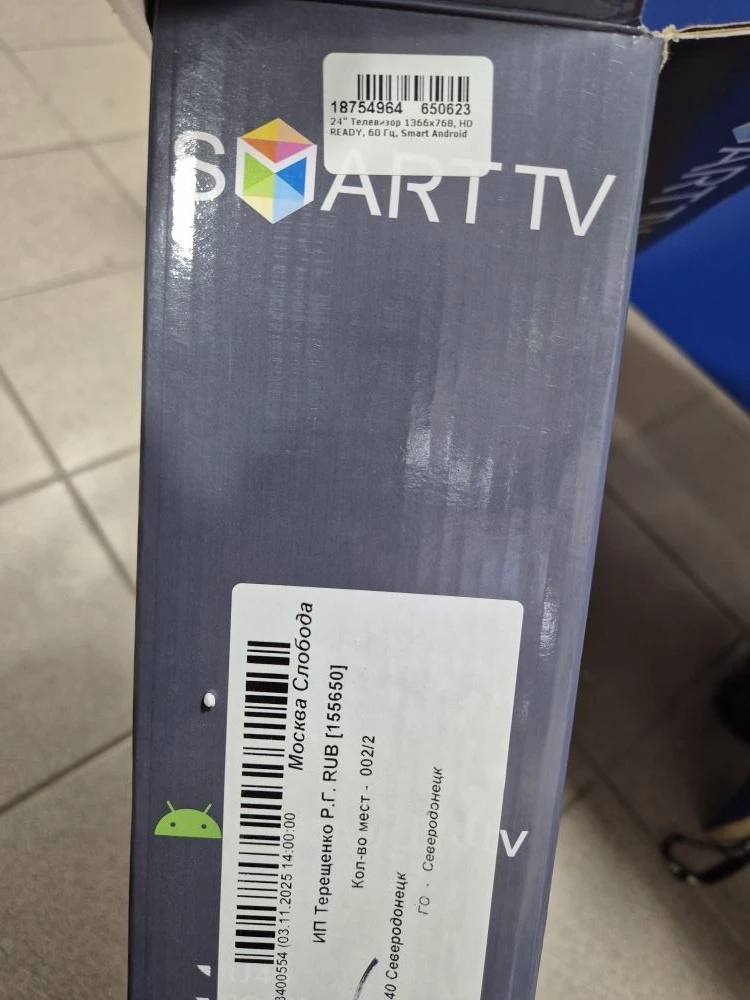 18754964 650623
24" Телевизор 1366x768, HD
READY, 60 Гц, Smart Android
SMART TV
Москва Слобода
3400554 (03.11.2025 14:00:00
ИП Терещенко Р.Г. RUB [155650]
Кол-во мест - 002/2
40 Северодонецк
ГО - Северодонецк